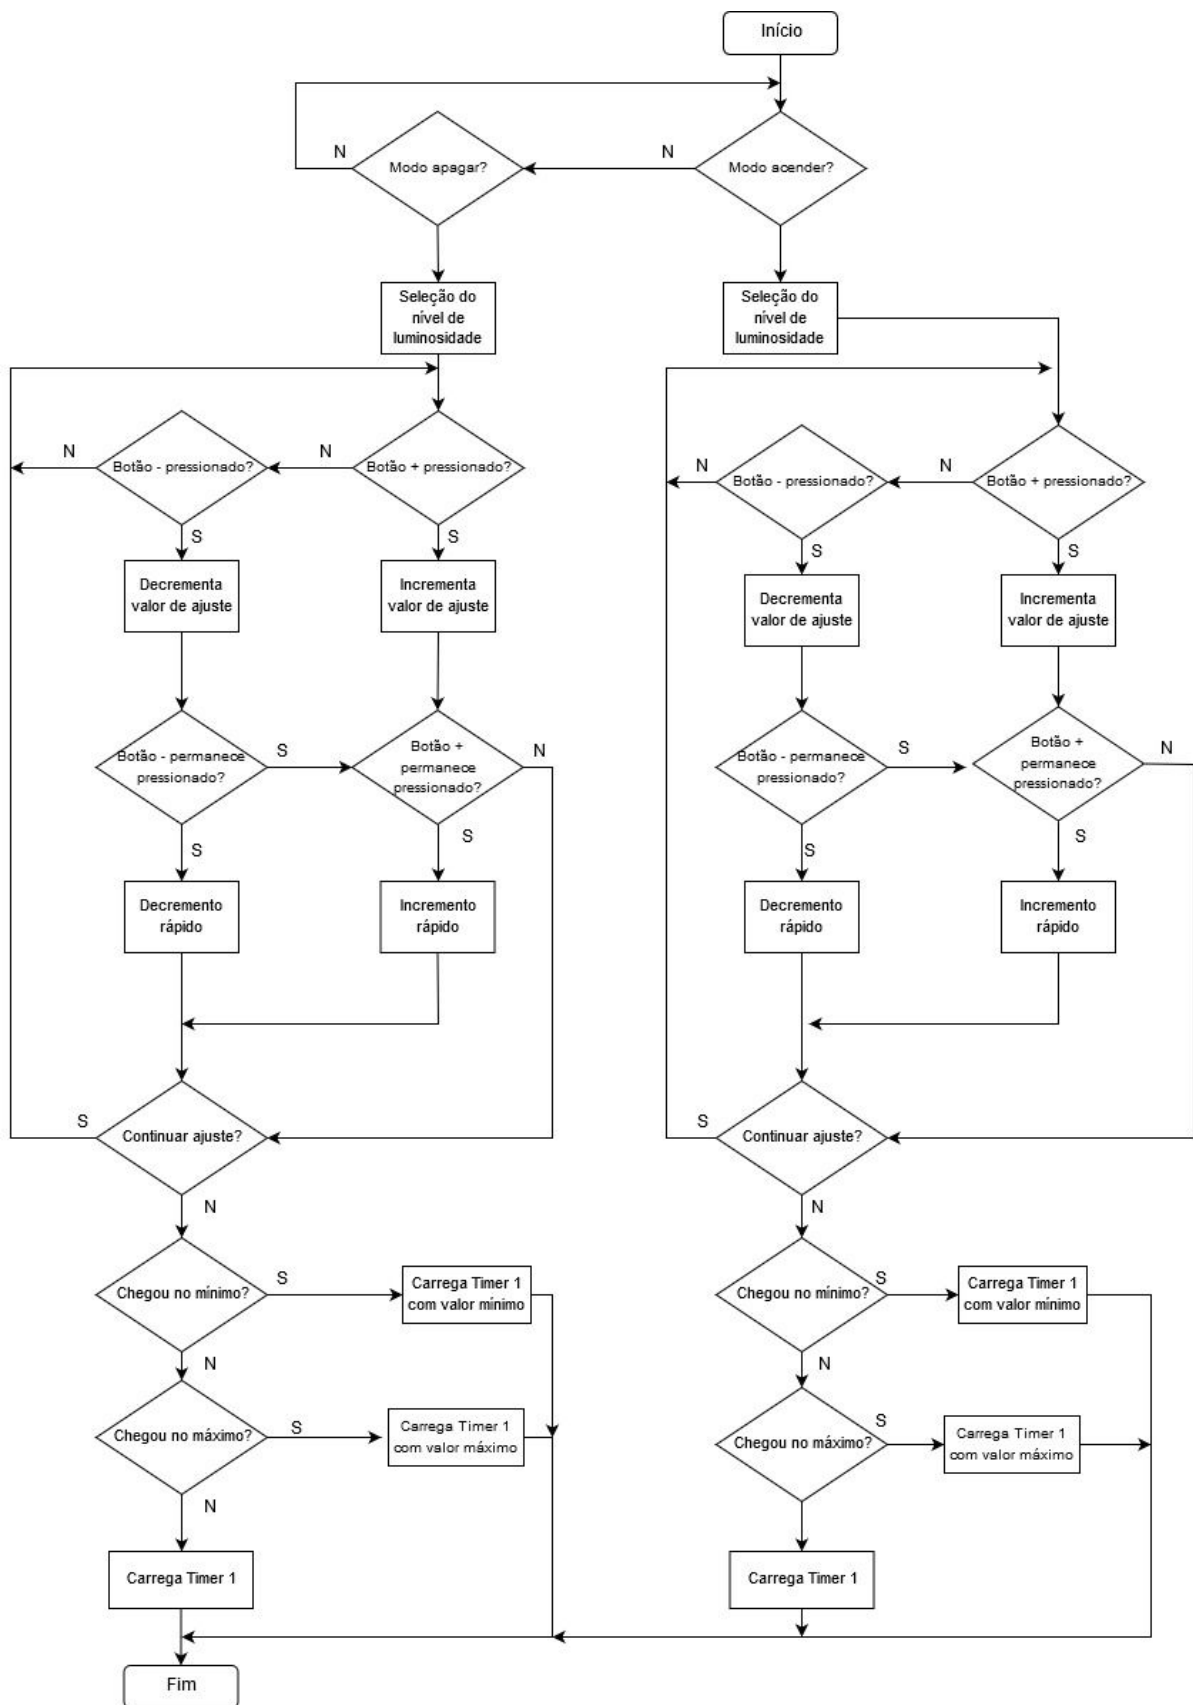 Início
N
N
Modo apagar?
Modo acender?
Seleção do
nível de
luminosidade
Seleção do
nível de
luminosidade
N
N
Botão - pressionado?
Botão + pressionado?
S
S
Decrementa
valor de ajuste
Incrementa
valor de ajuste
Botão - permanece
pressionado?
S
Botão +
permanece
pressionado?
N
S
S
Decremento
rápido
Incremento
rápido
S
Continuar ajuste?
N
Chegou no mínimo?
S
Carrega Timer 1
com valor mínimo
N
Chegou no máximo?
S
Carrega Timer 1
com valor máximo
N
Carrega Timer 1
Fim
N
N
Botão - pressionado?
Botão + pressionado?
S
S
Decrementa
valor de ajuste
Incrementa
valor de ajuste
Botão - permanece
pressionado?
S
Botão +
permanece
pressionado?
N
S
S
Decremento
rápido
Incremento
rápido
S
Continuar ajuste?
N
Chegou no mínimo?
S
Carrega Timer 1
com valor mínimo
N
Chegou no máximo?
S
Carrega Timer 1
com valor máximo
Carrega Timer 1